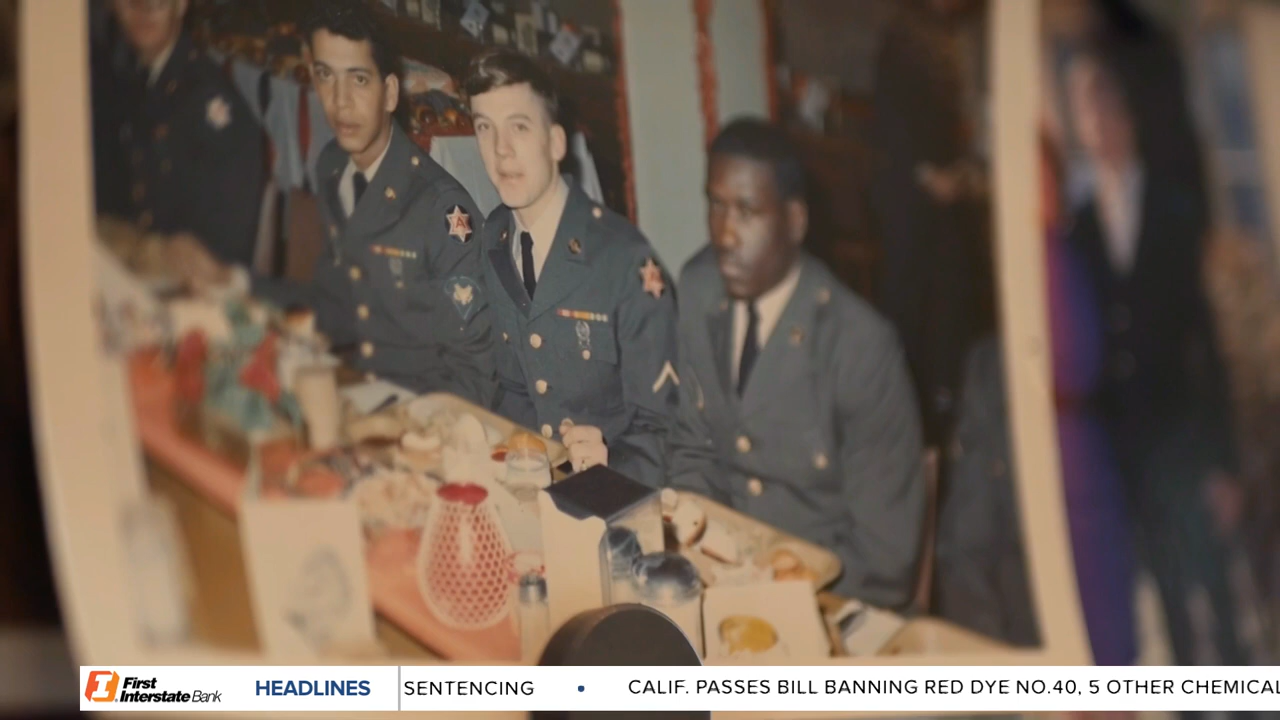 First
Interstate Bank
HEADLINES
SENTENCING • CALIF. PASSES BILL BANNING RED DYE NO.40, 5 OTHER CHEMICAL